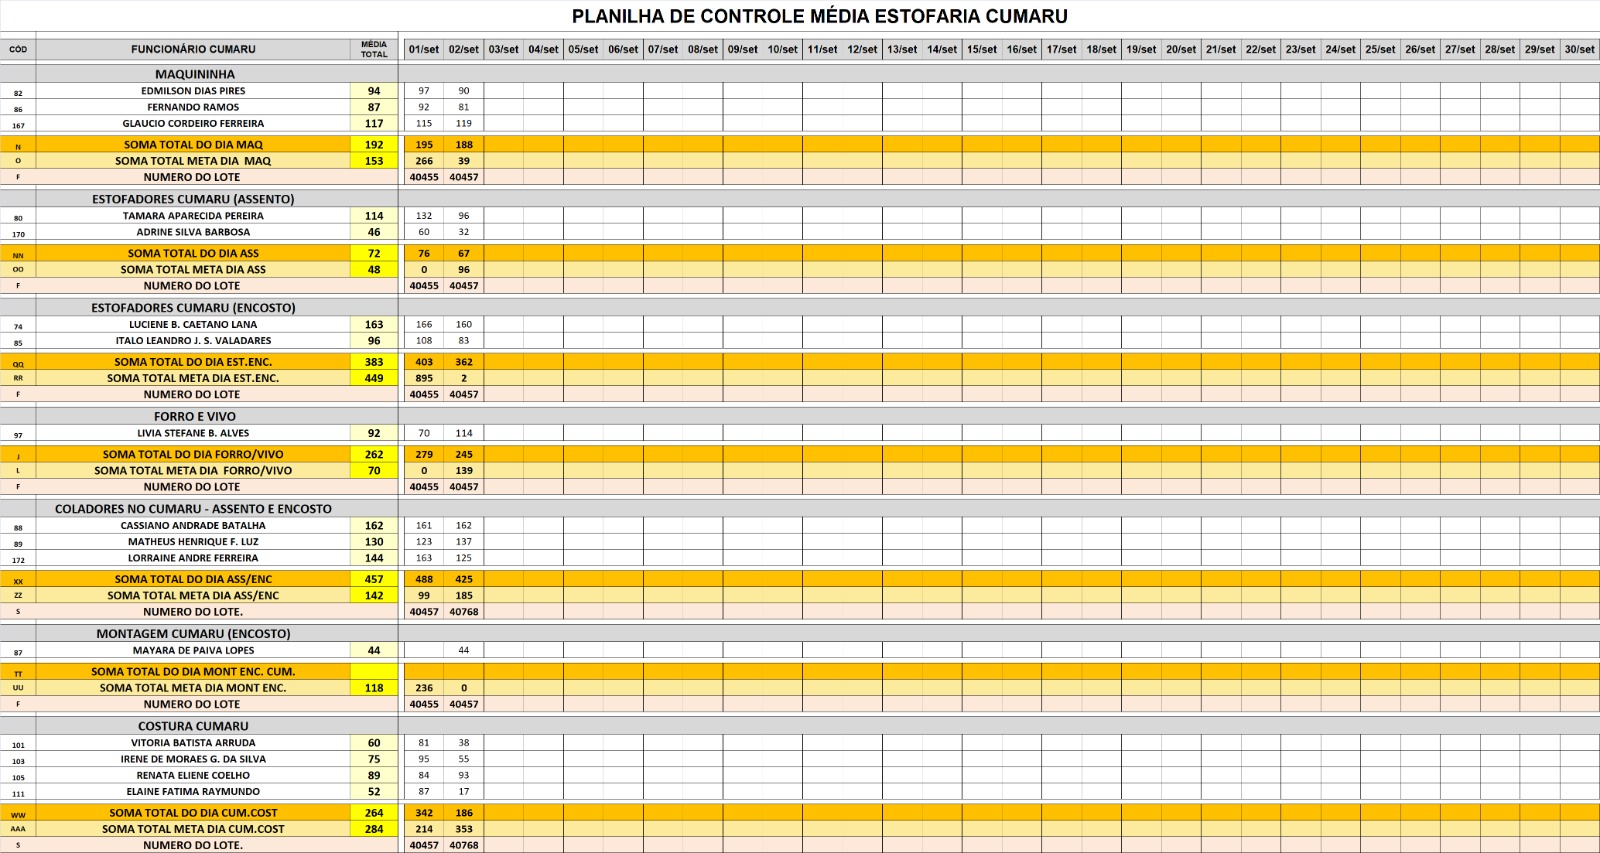 PLANILHA DE CONTROLE MÉDIA ESTOFARIA CUMARU
CÓD FUNCIONÁRIO CUMARU MÉDIA TOTAL 01/set 02/set 03/set 04/set 05/set 06/set 07/set 08/set 09/set 10/set 11/set 12/set 13/set 14/set 15/set 16/set 17/set 18/set 19/set 20/set 21/set 22/set 23/set 24/set 25/set 26/set 27/set 28/set 29/set 30/set
MAQUININHA
82 EDMILSON DIAS PIRES 94 97 90
86 FERNANDO RAMOS 87 92 81
167 GLAUCIO CORDEIRO FERREIRA 117 115 119
N SOMA TOTAL DO DIA MAQ 192 195 188
O SOMA TOTAL META DIA MAQ 153 266 39
F NUMERO DO LOTE 40455 40457
ESTOFADORES CUMARU (ASSENTO)
80 TAMARA APARECIDA PEREIRA 114 132 96
170 ADRINE SILVA BARBOSA 46 60 32
NN SOMA TOTAL DO DIA ASS 72 76 67
OO SOMA TOTAL META DIA ASS 48 0 96
F NUMERO DO LOTE 40455 40457
ESTOFADORES CUMARU (ENCOSTO)
74 LUCIENE B. CAETANO LANA 163 166 160
85 ITALO LEANDRO J. S. VALADARES 96 108 83
QQ SOMA TOTAL DO DIA EST.ENC. 383 403 362
RR SOMA TOTAL META DIA EST.ENC. 449 895 2
F NUMERO DO LOTE 40455 40457
FORRO E VIVO
97 LIVIA STEFANE B. ALVES 92 70 114
J SOMA TOTAL DO DIA FORRO/VIVO 262 279 245
L SOMA TOTAL META DIA FORRO/VIVO 70 0 139
F NUMERO DO LOTE 40455 40457
COLADORES NO CUMARU - ASSENTO E ENCOSTO
88 CASSIANO ANDRADE BATALHA 162 161 162
89 MATHEUS HENRIQUE F. LUZ 130 123 137
172 LORRAINE ANDRE FERREIRA 144 163 125
XX SOMA TOTAL DO DIA ASS/ENC 457 488 425
ZZ SOMA TOTAL META DIA ASS/ENC 142 99 185
S NUMERO DO LOTE. 40457 40768
MONTAGEM CUMARU (ENCOSTO)
87 MAYARA DE PAIVA LOPES 44 44
TT SOMA TOTAL DO DIA MONT ENC. CUM.
UU SOMA TOTAL META DIA MONT ENC. 118 236 0
F NUMERO DO LOTE 40455 40457
COSTURA CUMARU
101 VITORIA BATISTA ARRUDA 60 81 38
103 IRENE DE MORAES G. DA SILVA 75 95 55
105 RENATA ELIENE COELHO 89 84 93
111 ELAINE FATIMA RAYMUNDO 52 87 17
WW SOMA TOTAL DO DIA CUM.COST 264 342 186
AAA SOMA TOTAL META DIA CUM.COST 284 214 353
S NUMERO DO LOTE. 40457 40768